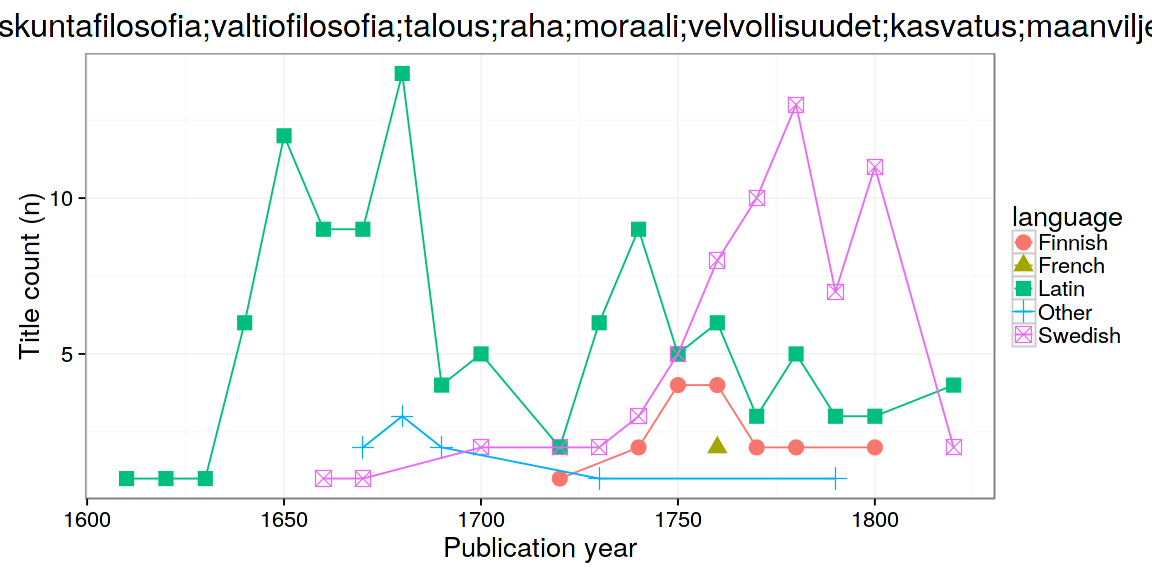 skuntafilosofia;valtiofilosofia;talous;raha;moraali;velvollisuudet;kasvatus;maanvilje
Title count (n)
10
5
1600 1650 1700 1750 1800
Publication year
language
Finnish
French
Latin
Other
Swedish